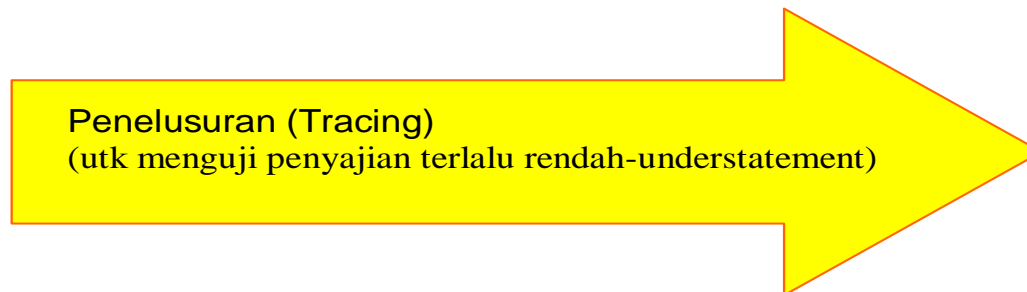 Penelusuran (Tracing)
(utk menguji penyajian terlalu rendah-understatement)